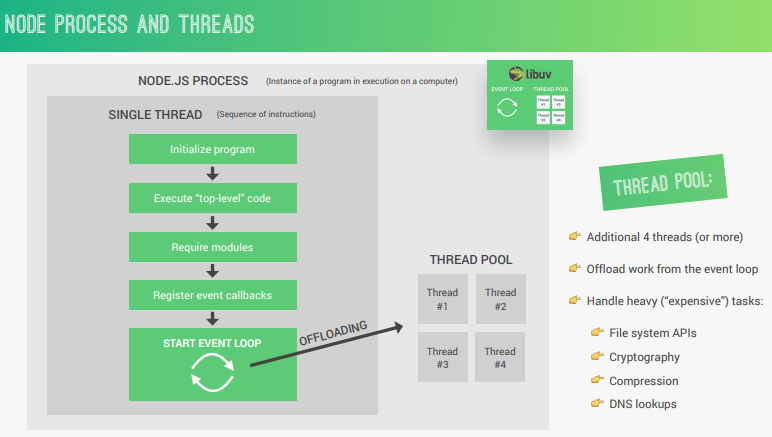 NODE PROCESS AND THREADS
NODE.JS PROCESS (Instance of a program in execution on a computer)
libuv
EVENT LOOP THREAD POOL
Thread #1
Thread #2
Thread #3
Thread #4
SINGLE THREAD (Sequence of instructions)
Initialize program
Execute “top-level” code
Require modules
Register event callbacks
START EVENT LOOP
OFFLOADING
THREAD POOL
Thread
#1
Thread
#2
Thread
#3
Thread
#4
THREAD POOL:
Additional 4 threads (or more)
Offload work from the event loop
Handle heavy (“expensive”) tasks:
File system APIs
Cryptography
Compression
DNS lookups